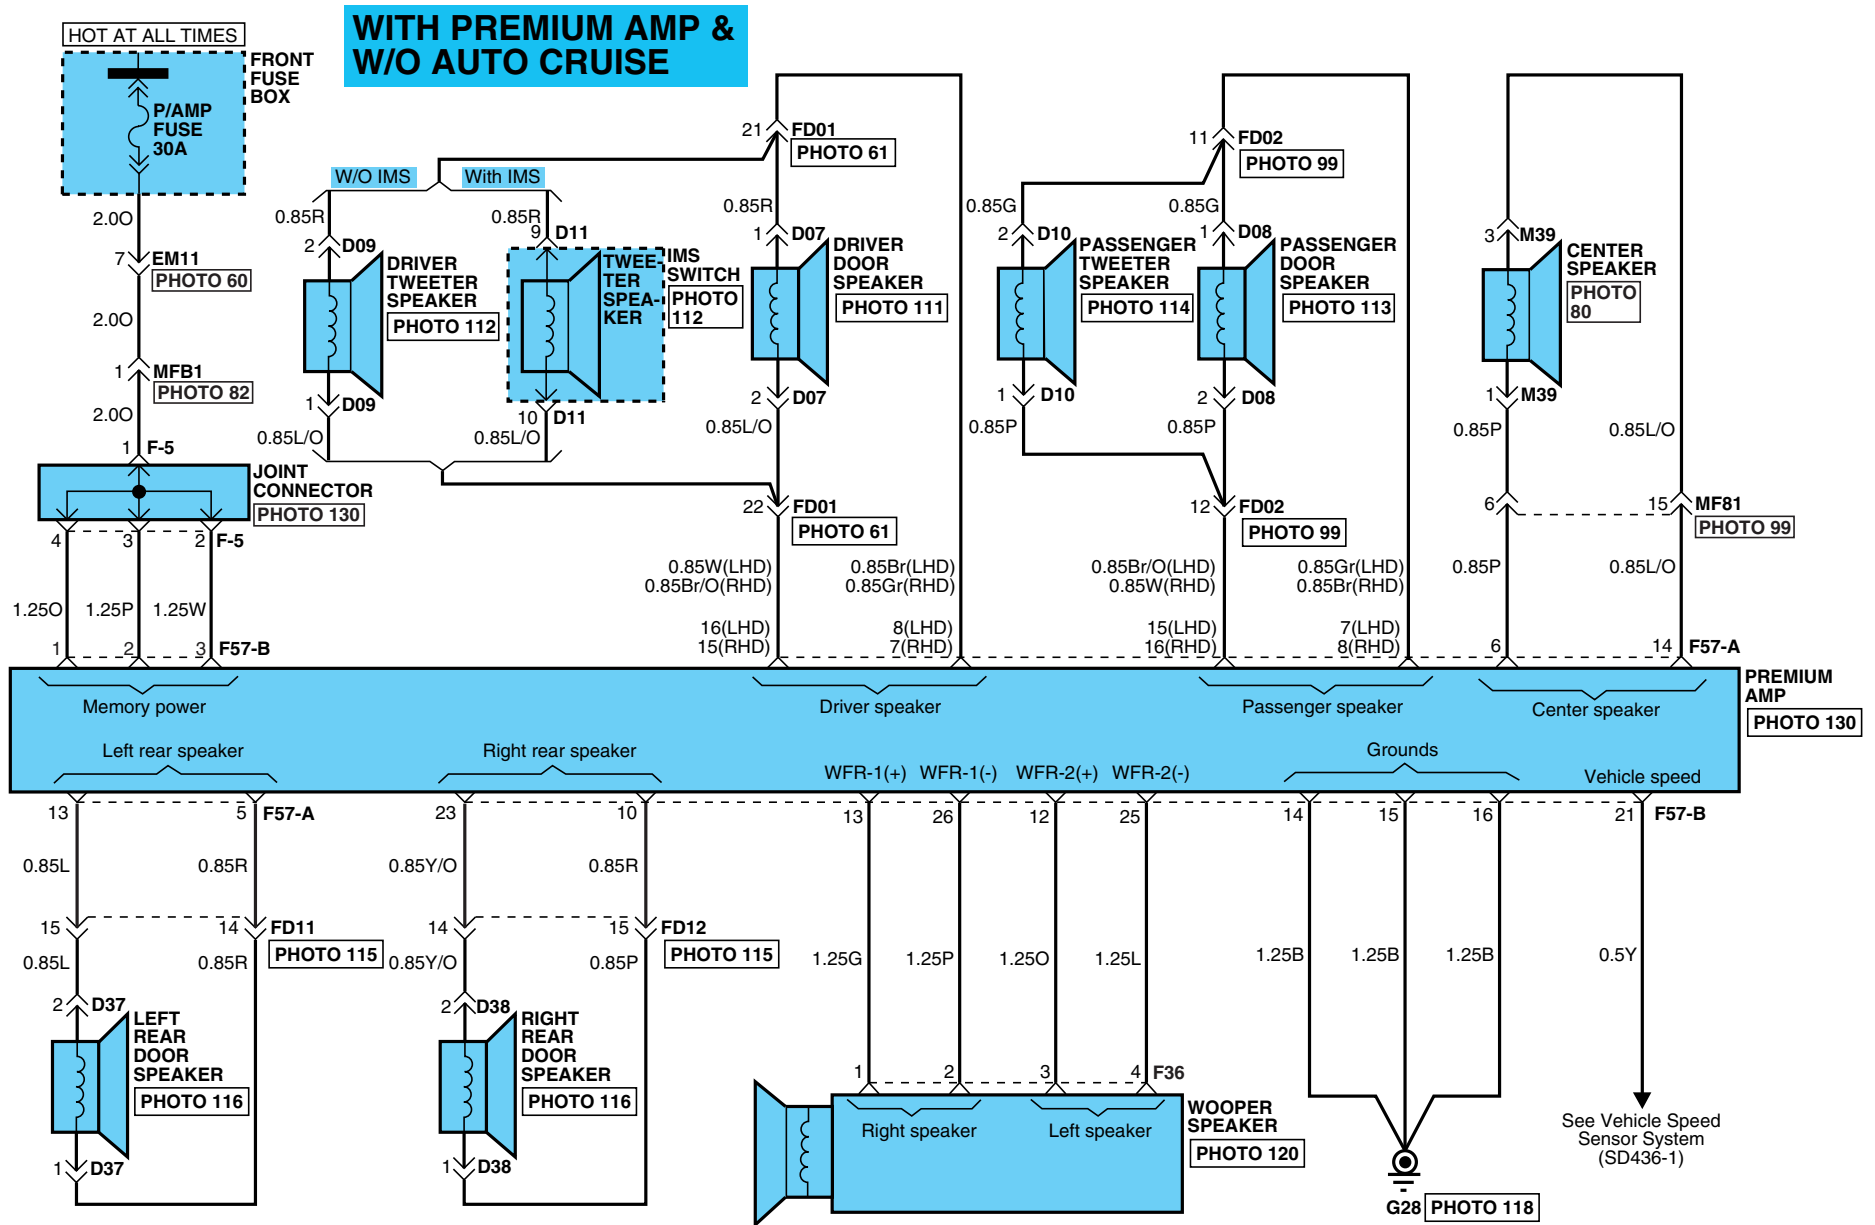 HOT AT ALL TIMES
FRONT
FUSE
BOX
P/AMP
FUSE
30A
WITH PREMIUM AMP &
W/O AUTO CRUISE
2.0O
7 EM11
PHOTO 60
2.0O
1 MFB1
PHOTO 82
2.0O
1 F-5
JOINT
CONNECTOR
PHOTO 130
4 3 2 F-5
1.25O 1.25P 1.25W
1 2 3 F57-B
W/O IMS With IMS
0.85R
2 D09
DRIVER
TWEETER
SPEAKER
PHOTO 112
1 D09
0.85L/O
0.85R
9 D11
TWEE-
TER
SPEA-
KER
IMS
SWITCH
PHOTO
112
10 D11
0.85L/O
21 FD01
PHOTO 61
0.85R
1 D07
DRIVER
DOOR
SPEAKER
PHOTO 111
2 D07
0.85L/O
22 FD01
PHOTO 61
0.85W(LHD)
0.85Br/O(RHD)
0.85Br(LHD)
0.85Gr(RHD)
16(LHD)
15(RHD)
8(LHD)
7(RHD)
11 FD02
PHOTO 99
0.85G
2 D10
PASSENGER
TWEETER
SPEAKER
PHOTO 114
1 D10
0.85P
0.85G
1 D08
PASSENGER
DOOR
SPEAKER
PHOTO 113
2 D08
0.85P
12 FD02
PHOTO 99
0.85Br/O(LHD)
0.85W(RHD)
0.85Gr(LHD)
0.85Br(RHD)
15(LHD)
16(RHD)
7(LHD)
8(RHD)
3 M39
CENTER
SPEAKER
PHOTO
80
1 M39
0.85P 0.85L/O
6 15 MF81
PHOTO 99
0.85P 0.85L/O
6 14 F57-A
PREMIUM
AMP
PHOTO 130
Memory power Driver speaker Passenger speaker Center speaker
Left rear speaker Right rear speaker
WFR-1(+) WFR-1(-) WFR-2(+) WFR-2(-)
Grounds
Vehicle speed
13 5 F57-A
23 10
13 26 12 25 14 15 16 21 F57-B
0.85L 0.85R
15 14 FD11
PHOTO 115
0.85L 0.85R
2 D37
LEFT
REAR
DOOR
SPEAKER
PHOTO 116
1 D37
0.85Y/O 0.85R
14 15 FD12
PHOTO 115
0.85Y/O 0.85P
2 D38
RIGHT
REAR
DOOR
SPEAKER
PHOTO 116
1 D38
1.25G 1.25P 1.25O 1.25L
1 2 3 4 F36
Right speaker Left speaker
WOOPER
SPEAKER
PHOTO 120
1.25B 1.25B 1.25B
G28 PHOTO 118
0.5Y
See Vehicle Speed
Sensor System
(SD436-1)